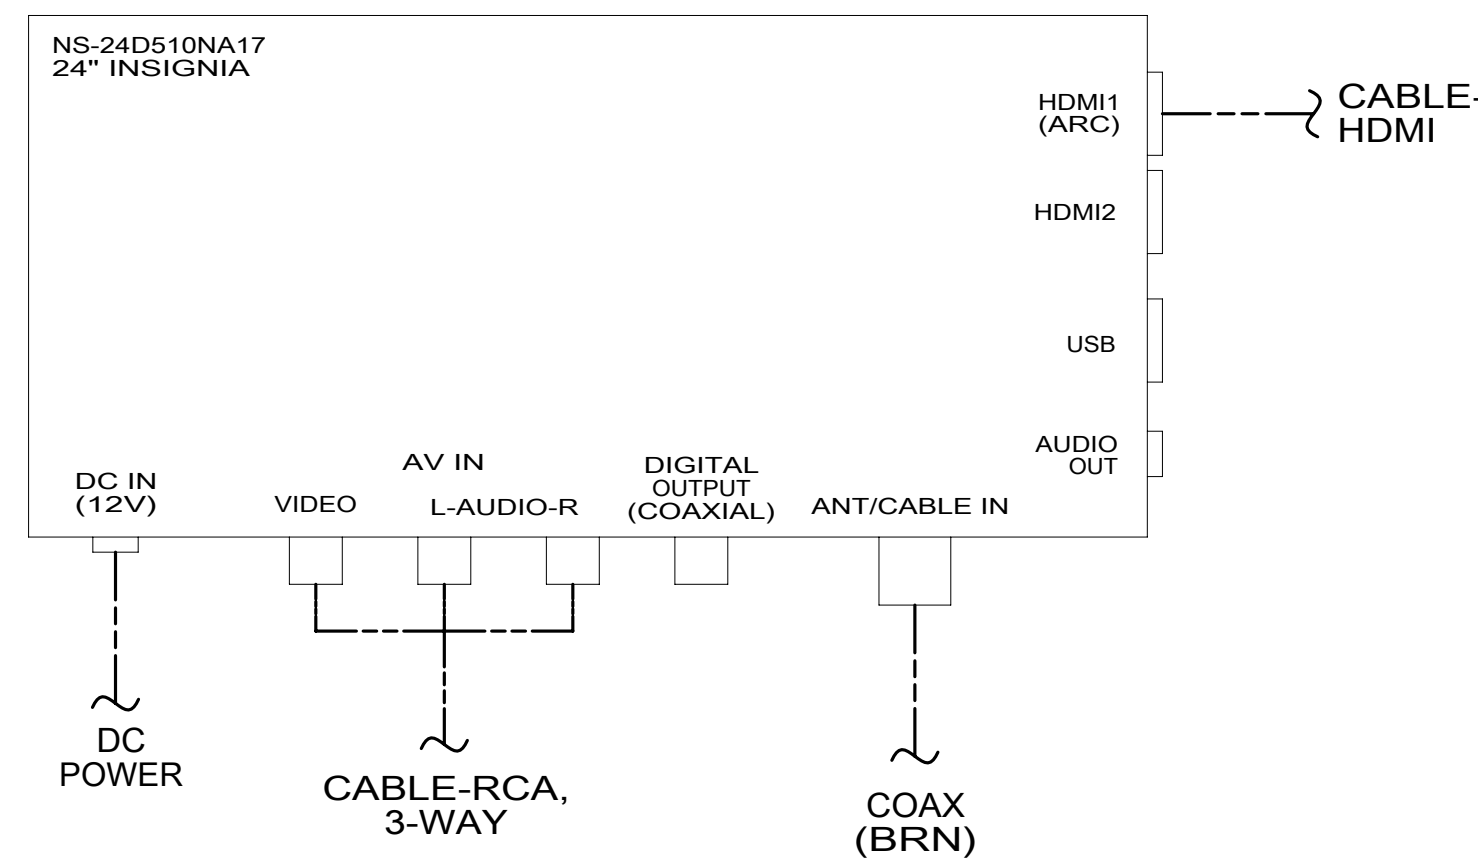 NS-24D510NA17
24" INSIGNIA
HDMI1
(ARC)
CABLE-
HDMI
HDMI2
USB
AUDIO
OUT
DC IN
(12V)
VIDEO
AV IN
L-AUDIO-R
DIGITAL
OUTPUT
(COAXIAL)
ANT/CABLE IN
DC
POWER
CABLE-RCA,
3-WAY
COAX
(BRN)